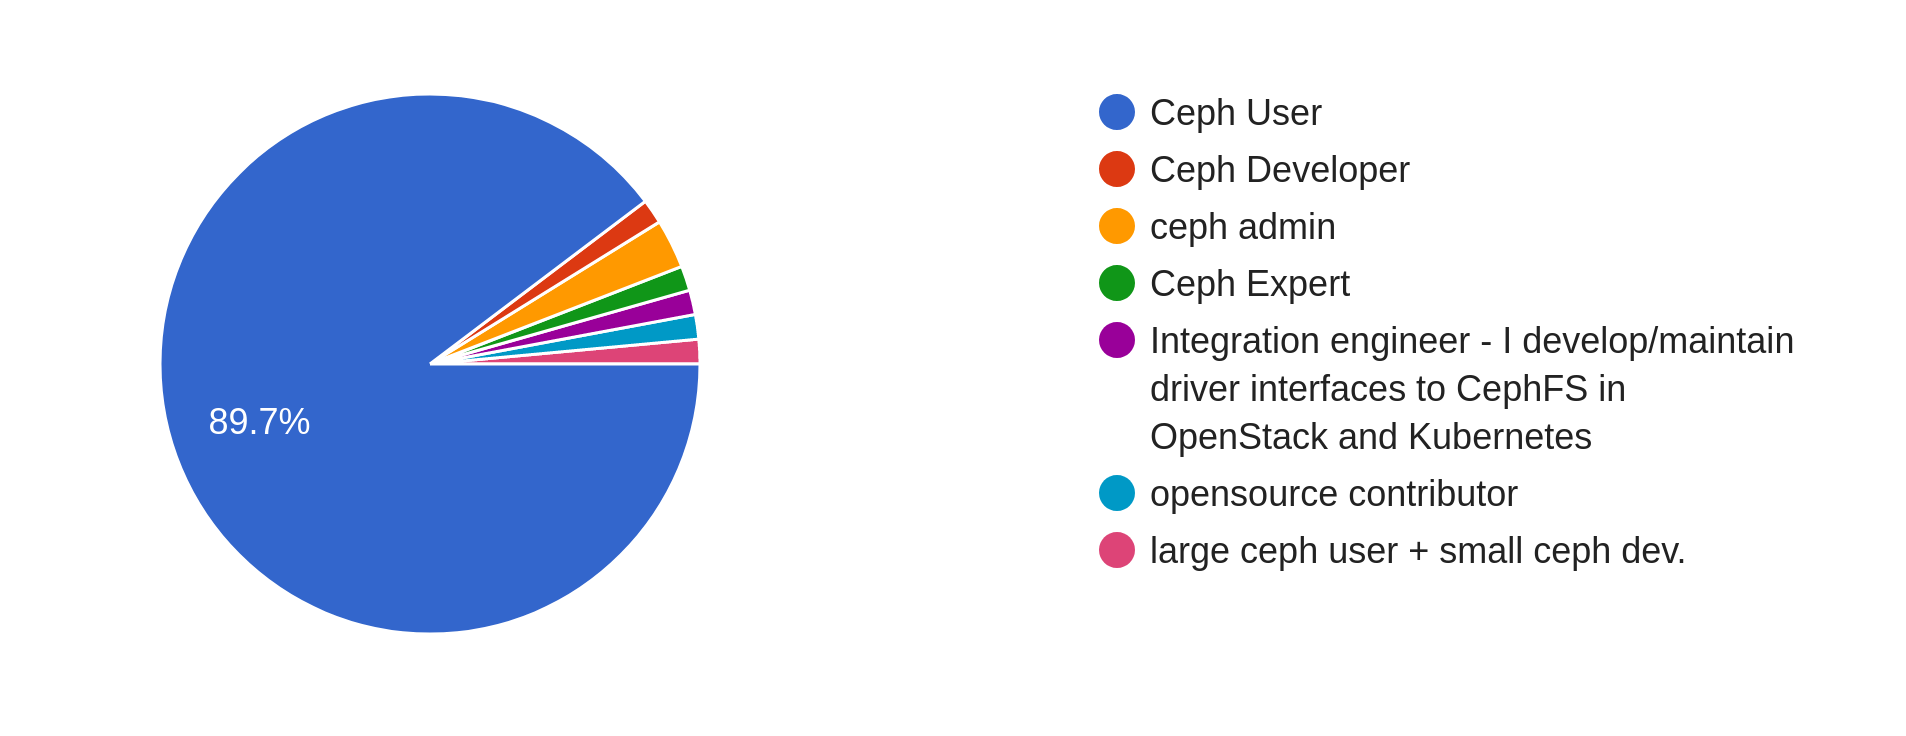 89.7%
Ceph User
Ceph Developer
ceph admin
Ceph Expert
Integration engineer - I develop/maintain
driver interfaces to CephFS in
OpenStack and Kubernetes
opensource contributor
large ceph user + small ceph dev.